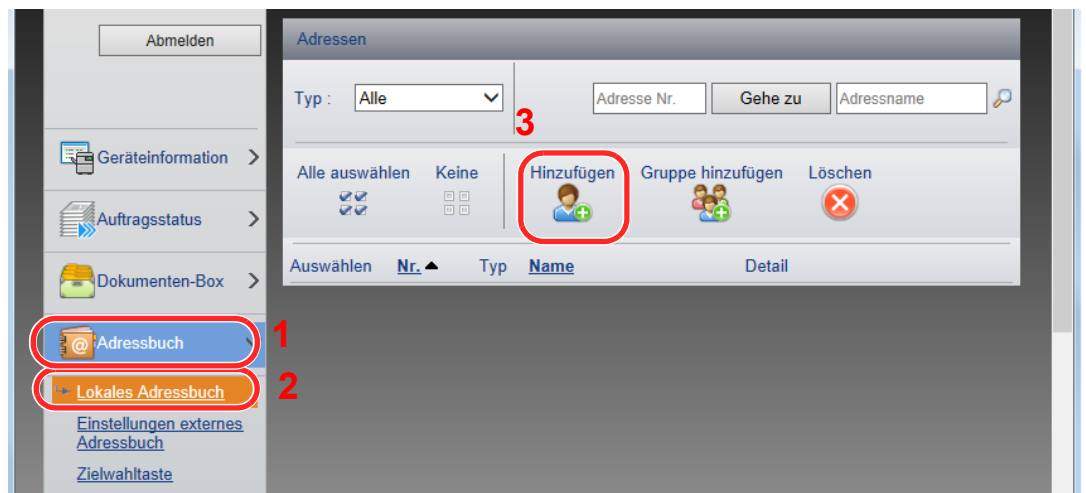 Abmelden
Geräteinformation
Auftragsstatus
Dokumenten-Box
Adressbuch
1
Lokales Adressbuch
2
Einstellungen externes
Adressbuch
Zielwahltaste
Adressen
Typ : Alle Adresse Nr. Gehe zu Adressname
3
Alle auswählen Keine Hinzufügen Gruppe hinzufügen Löschen
Auswählen Nr. Typ Name Detail